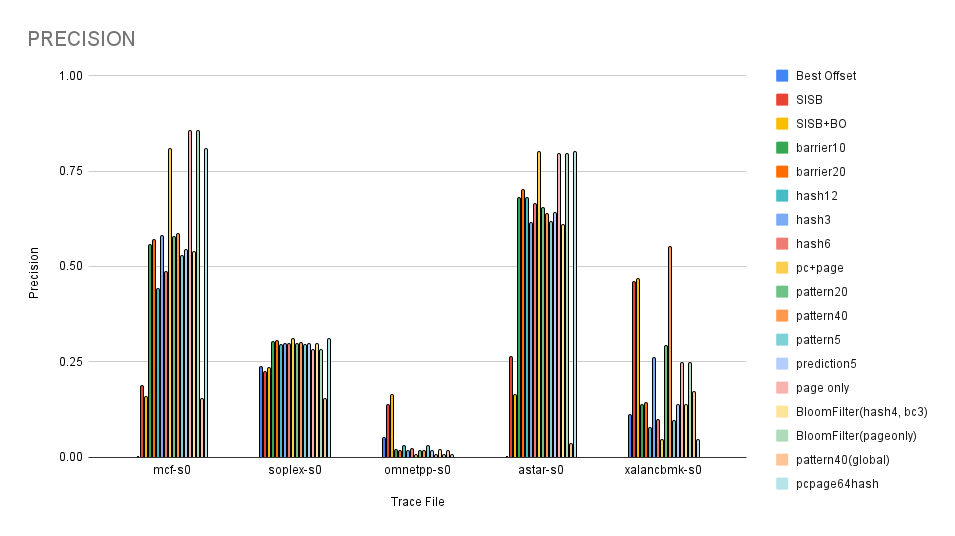 PRECISION
1.00
0.75
0.50
0.25
0.00
Precision
mcf-s0
soplex-s0
omnetpp-s0
astar-s0
xalancbmk-s0
Trace File
Best Offset
SISB
SISB+BO
barrier10
barrier20
hash12
hash3
hash6
pc+page
pattern20
pattern40
pattern5
prediction5
page only
BloomFilter(hash4, bc3)
BloomFilter(pageonly)
pattern40(global)
pcpage64hash